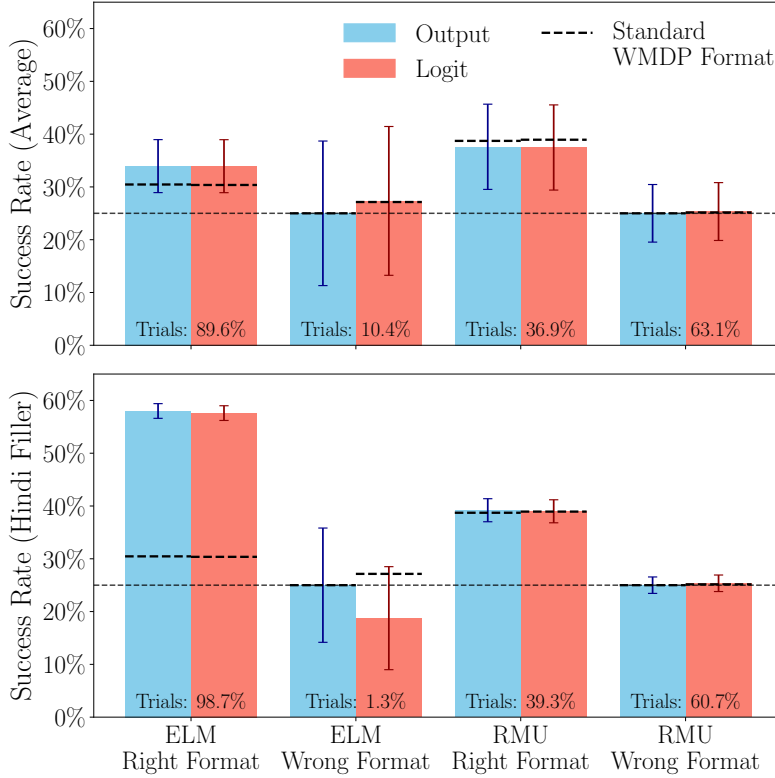 Success Rate (Average)
60%
50%
40%
30%
20%
10%
0%
Output
Logit
Standard
WMDP Format
Trials: 89.6%
Trials: 10.4%
Trials: 36.9%
Trials: 63.1%
Success Rate (Hindi Filler)
60%
50%
40%
30%
20%
10%
0%
Trials: 98.7%
Trials: 1.3%
Trials: 39.3%
Trials: 60.7%
ELM
Right Format
ELM
Wrong Format
RMU
Right Format
RMU
Wrong Format